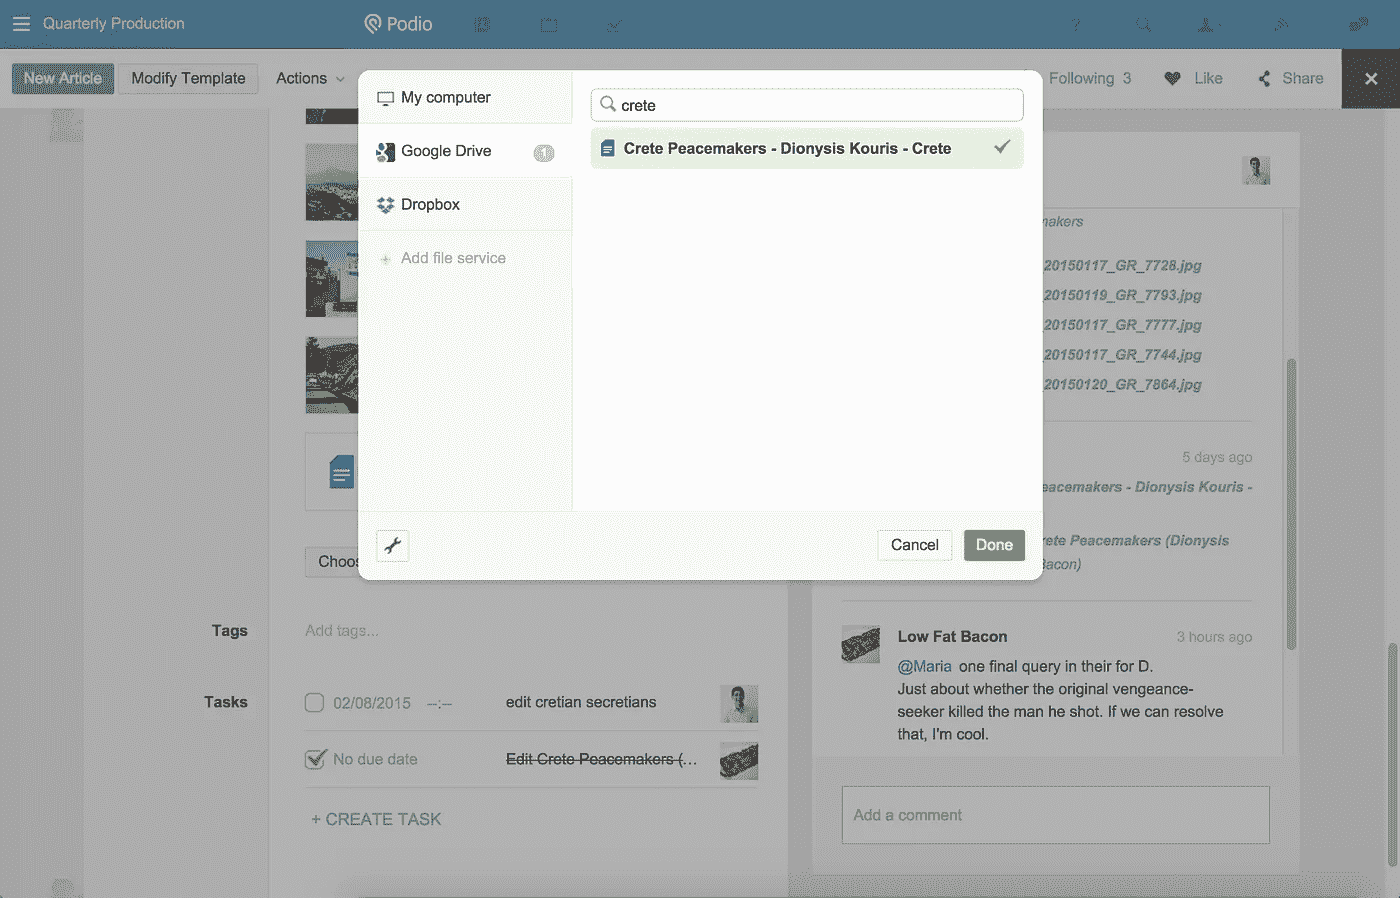 Quarterly Production
Podio
?
New Article
Modify Template
Actions
Following 3
Like
Share
My computer
Google Drive
1
Dropbox
Add file service
crete
Crete Peacemakers - Dionysis Kouris - Crete
Cancel
Done
Choos
Tags
Add tags...
Tasks
02/08/2015 --:--
edit cretian secretians
No due date
Edit Crete Peacemakers (...
+ CREATE TASK
makers
20150117_GR_7728.jpg
20150119_GR_7793.jpg
20150117_GR_7777.jpg
20150117_GR_7744.jpg
20150120_GR_7864.jpg
5 days ago
eacemakers - Dionysis Kouris -
rete Peacemakers (Dionysis
Bacon)
Low Fat Bacon
3 hours ago
@Maria one final query in their for D.
Just about whether the original vengeance-
seeker killed the man he shot. If we can resolve
that, I'm cool.
Add a comment